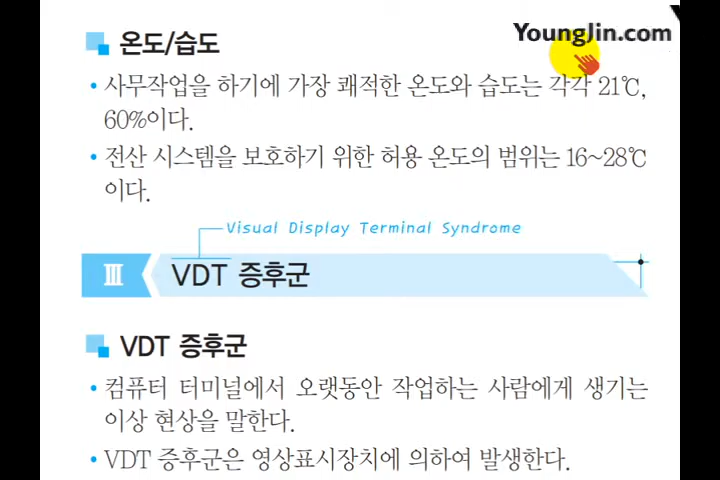 YoungJin.com
온도/습도
• 사무작업을 하기에 가장 쾌적한 온도와 습도는 각각 21℃,
60%이다.
• 전산 시스템을 보호하기 위한 허용 온도의 범위는 16~28℃
이다.
Visual Display Terminal Syndrome
Ⅲ VDT 증후군
VDT 증후군
• 컴퓨터 터미널에서 오랫동안 작업하는 사람에게 생기는
이상 현상을 말한다.
• VDT 증후군은 영상표시장치에 의하여 발생한다.